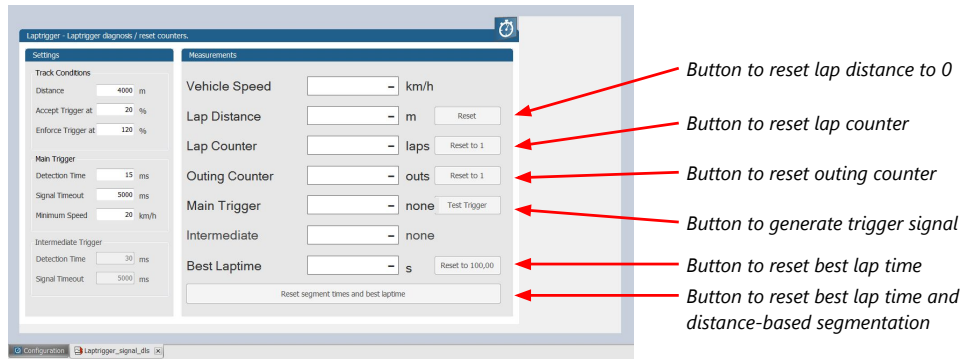 Laptrigger - Laptrigger diagnosis / reset counters.
Settings
Track Conditions
Distance 4000 m
Accept Trigger at 20 %
Enforce Trigger at 120 %
Main Trigger
Detection Time 15 ms
Signal Timeout 5000 ms
Minimum Speed 20 km/h
Intermediate Trigger
Detection Time 30 ms
Signal Timeout 5000 ms
Measurements
Vehicle Speed – km/h
Lap Distance – m Reset
Lap Counter – laps Reset to 1
Outing Counter – outs Reset to 1
Main Trigger – none Test Trigger
Intermediate – none
Best Laptime – s Reset to 100,00
Reset segment times and best laptime
Button to reset lap distance to 0
Button to reset lap counter
Button to reset outing counter
Button to generate trigger signal
Button to reset best lap time
Button to reset best lap time and
distance-based segmentation
Configuration Laptrigger_signal_dls